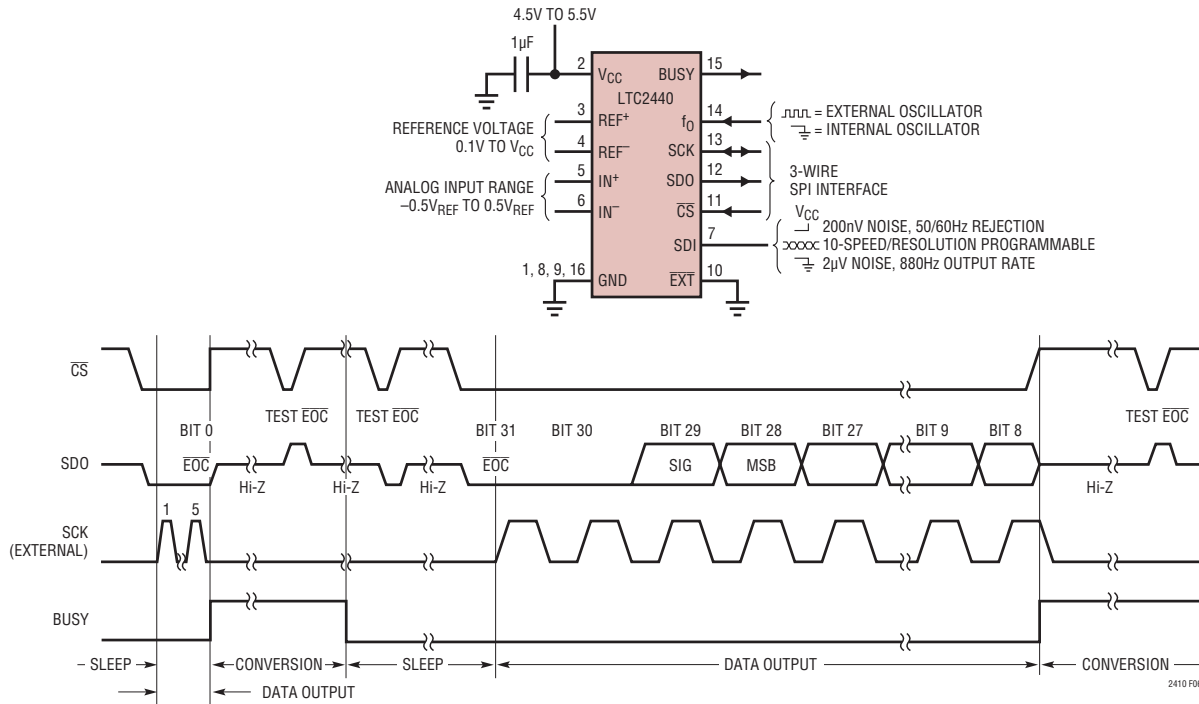 4.5V TO 5.5V
1µF
2
VCC
BUSY
15
LTC2440
3
REF+
fO
14
= EXTERNAL OSCILLATOR
= INTERNAL OSCILLATOR
REFERENCE VOLTAGE
0.1V TO VCC
4
REF–
SCK
13
5
IN+
SDO
12
3-WIRE
SPI INTERFACE
ANALOG INPUT RANGE
–0.5VREF TO 0.5VREF
6
IN–
CS
11
VCC
200nV NOISE, 50/60Hz REJECTION
SDI
7
10-SPEED/RESOLUTION PROGRAMMABLE
2µV NOISE, 880Hz OUTPUT RATE
1, 8, 9, 16
GND
EXT
10
CS
TEST EOC
TEST EOC
TEST EOC
BIT 0
BIT 31
BIT 30
BIT 29
BIT 28
BIT 27
BIT 9
BIT 8
SDO
EOC
EOC
SIG
MSB
Hi-Z
Hi-Z
Hi-Z
Hi-Z
1
5
SCK
(EXTERNAL)
BUSY
SLEEP
CONVERSION
SLEEP
DATA OUTPUT
CONVERSION
DATA OUTPUT